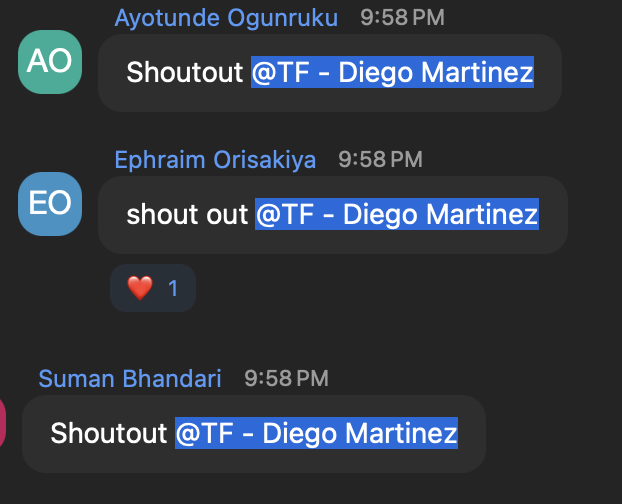 Ayotunde Ogunruku 9:58 PM
AO
Shoutout @TF - Diego Martinez
Ephraim Orisakiya 9:58 PM
EO
shout out @TF - Diego Martinez
❤️ 1
Suman Bhandari 9:58 PM
Shoutout @TF - Diego Martinez